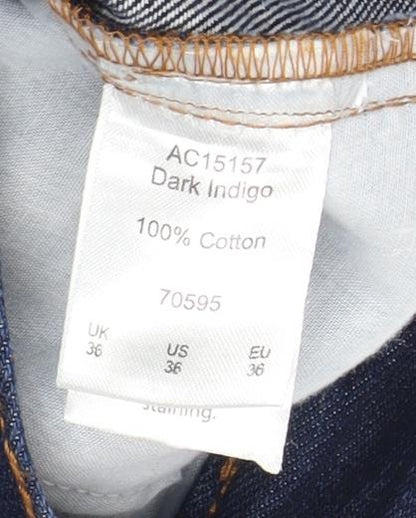 AC15157
Dark Indigo
100% Cotton
70595
UK US EU
36 36 36
staining.